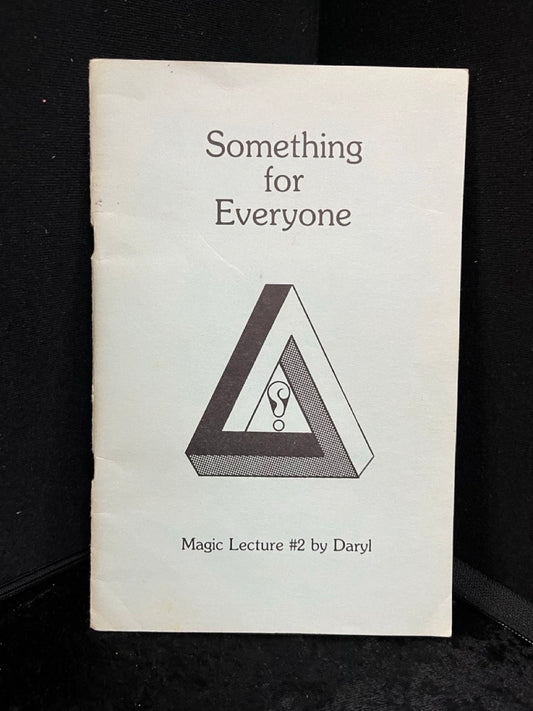 Something
for
Everyone
Magic Lecture #2 by Daryl